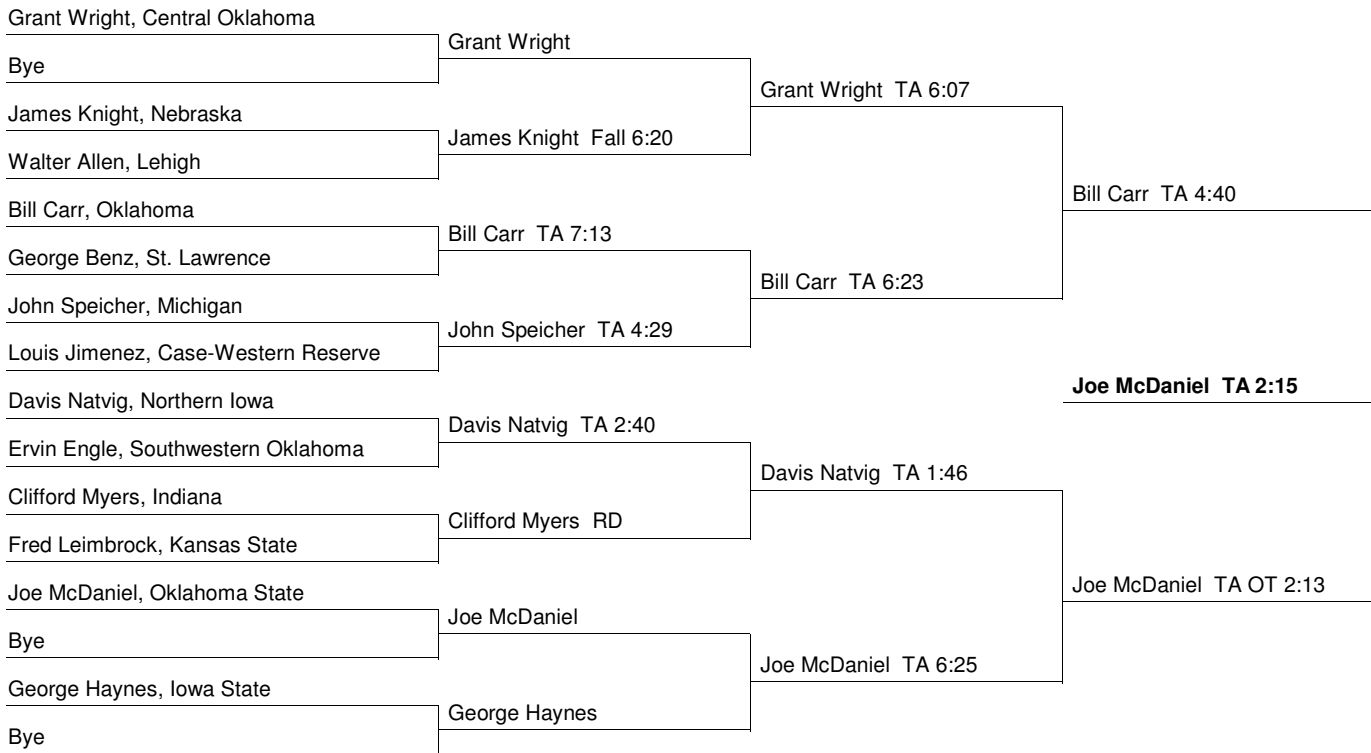 Grant Wright, Central Oklahoma
Bye
James Knight, Nebraska
Walter Allen, Lehigh
Bill Carr, Oklahoma
George Benz, St. Lawrence
John Speicher, Michigan
Louis Jimenez, Case-Western Reserve
Davis Natvig, Northern Iowa
Ervin Engle, Southwestern Oklahoma
Clifford Myers, Indiana
Fred Leimbrock, Kansas State
Joe McDaniel, Oklahoma State
Bye
George Haynes, Iowa State
Bye
Grant Wright
James Knight Fall 6:20
Bill Carr TA 7:13
John Speicher TA 4:29
Davis Natvig TA 2:40
Clifford Myers RD
Joe McDaniel
George Haynes
Grant Wright TA 6:07
Bill Carr TA 6:23
Davis Natvig TA 1:46
Joe McDaniel TA 6:25
Bill Carr TA 4:40
Joe McDaniel TA 2:15
Joe McDaniel TA OT 2:13